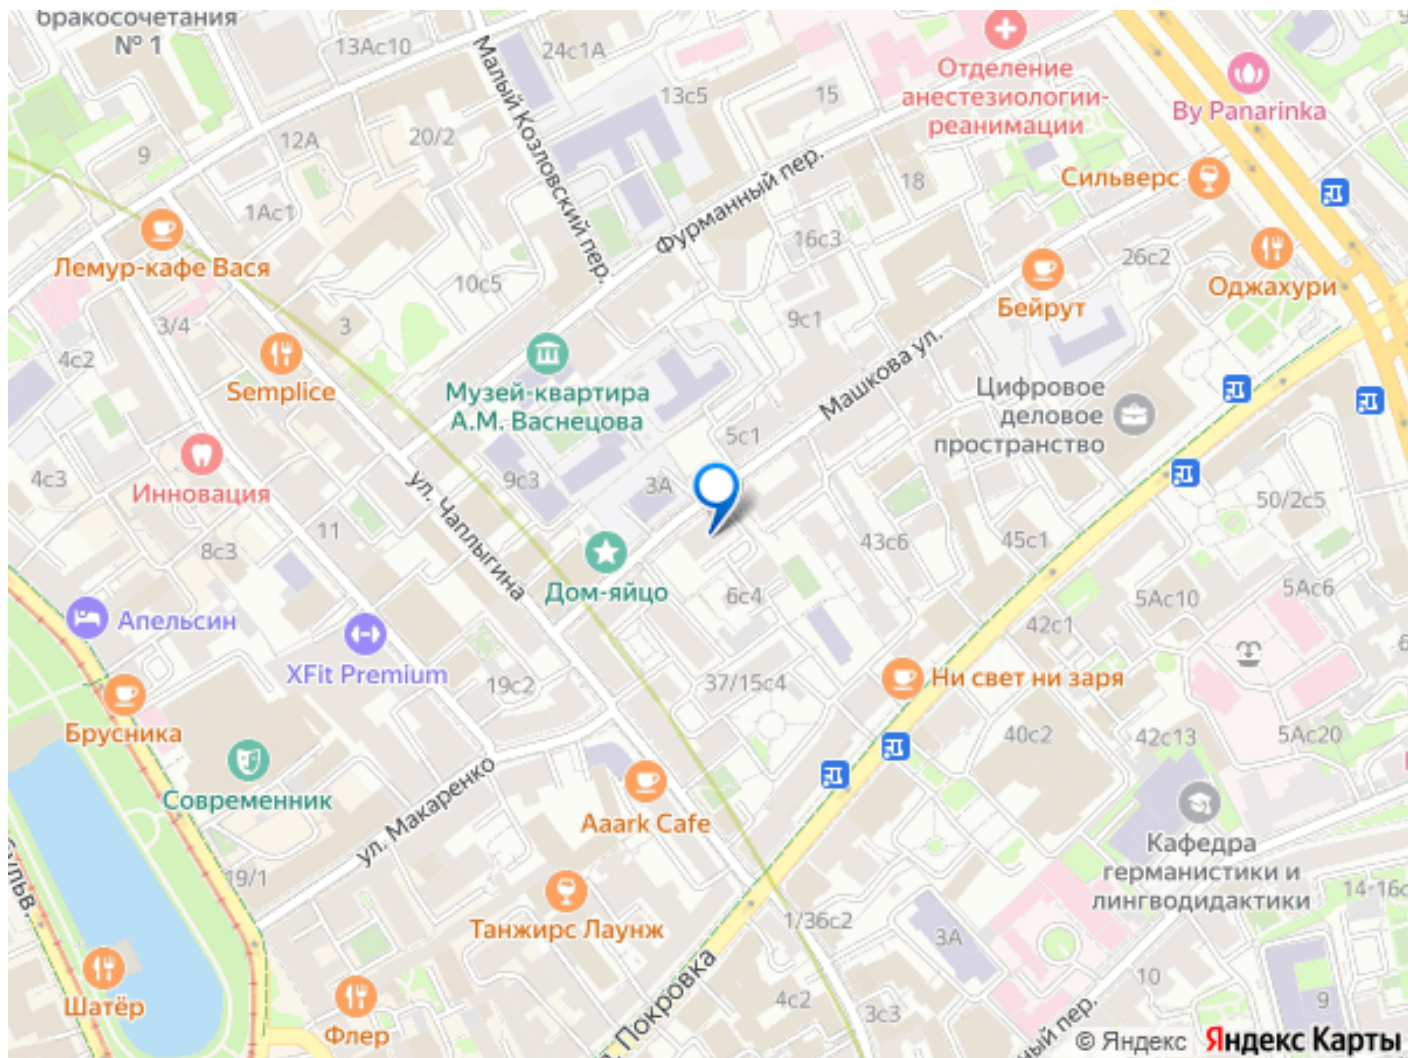 бракосочетания
№ 1
13Ас10
24с1А
Малый Козловский пер.
13с5
15
Отделение
анестезиологии-
реанимации
By Panarinka
9
12А
20/2
1Ас1
Фурманный пер.
18
Сильверс
16с3
26с2
Лемур-кафе Вася
10с5
Бейрут
Оджахури
3/4
3
9с1
4с2
Semplice
Музей-квартира
А.М. Васнецова
Машкова ул.
Цифровое
деловое
пространство
5с1
4с3
Инновация
9с3
3А
ул. Чаплыгина
50/2с5
11
8с3
43с6
45с1
Дом-яйцо
6с4
5Ас10
5Ас6
Апельсин
42с1
XFit Premium
19с2
37/15с4
Ни свет ни заря
Брусника
40с2
42с13
5Ас20
Современник
ул. Макаренко
Aaark Cafe
Кафедра
германистики и
лингводидактики
19/1
14-16с
Танжирс Лаунж
1/36с2
3А
Покровка
10
Шатёр
Флер
4с2
3с3
9
ный пер.
© Яндекс Яндекс Карты